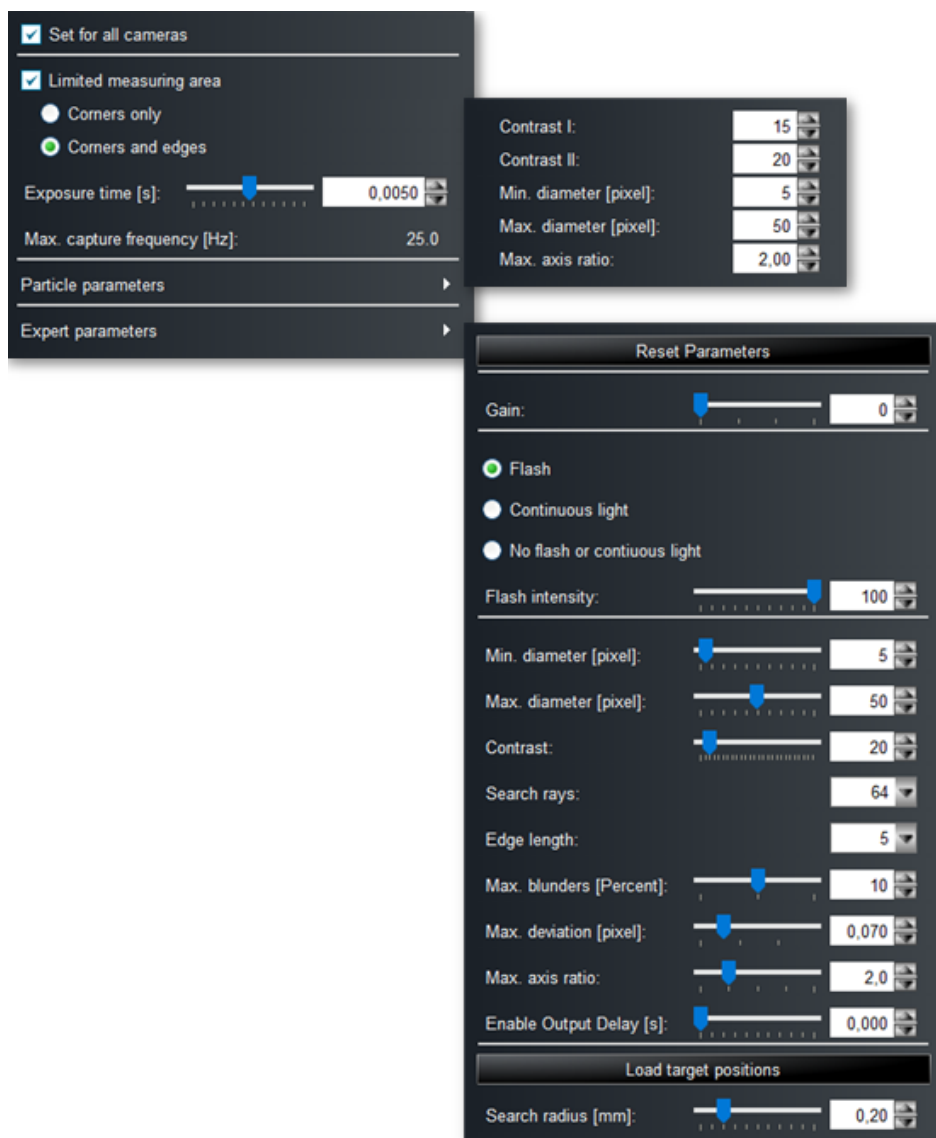 Set for all cameras
Limited measuring area
Corners only
Corners and edges
Exposure time [s]: 0,0050
Max. capture frequency [Hz]: 25.0
Particle parameters
Expert parameters
Contrast I: 15
Contrast II: 20
Min. diameter [pixel]: 5
Max. diameter [pixel]: 50
Max. axis ratio: 2,00
Reset Parameters
Gain: 0
Flash
Continuous light
No flash or contiuous light
Flash intensity: 100
Min. diameter [pixel]: 5
Max. diameter [pixel]: 50
Contrast: 20
Search rays: 64
Edge length: 5
Max. blunders [Percent]: 10
Max. deviation [pixel]: 0,070
Max. axis ratio: 2,0
Enable Output Delay [s]: 0,000
Load target positions
Search radius [mm]: 0,20